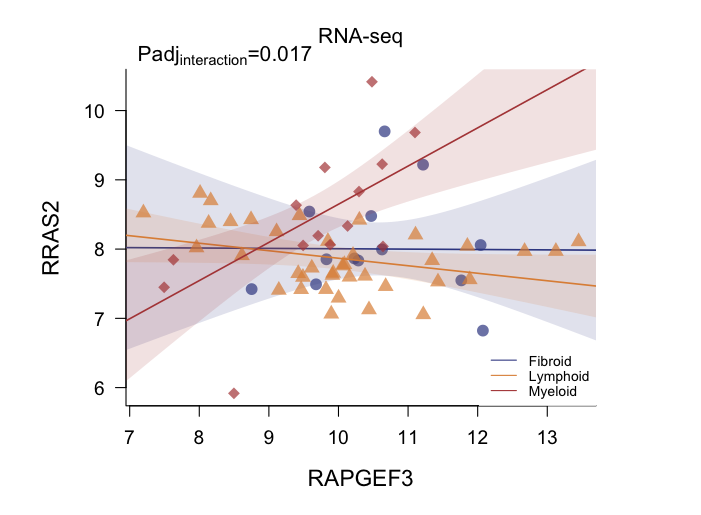 RNA-seq
Padjinteraction=0.017
RRAS2
10
9
8
7
6
7 8 9 10 11 12 13
RAPGEF3
Fibroid
Lymphoid
Myeloid